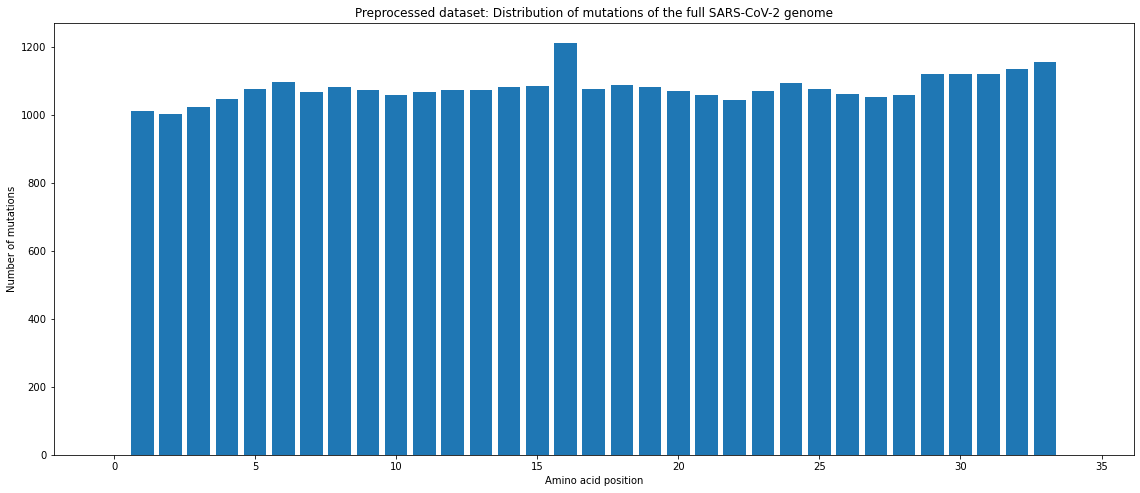 Preprocessed dataset: Distribution of mutations of the full SARS-CoV-2 genome
1200
1000
800
600
400
200
0
Number of mutations
0 5 10 15 20 25 30 35
Amino acid position